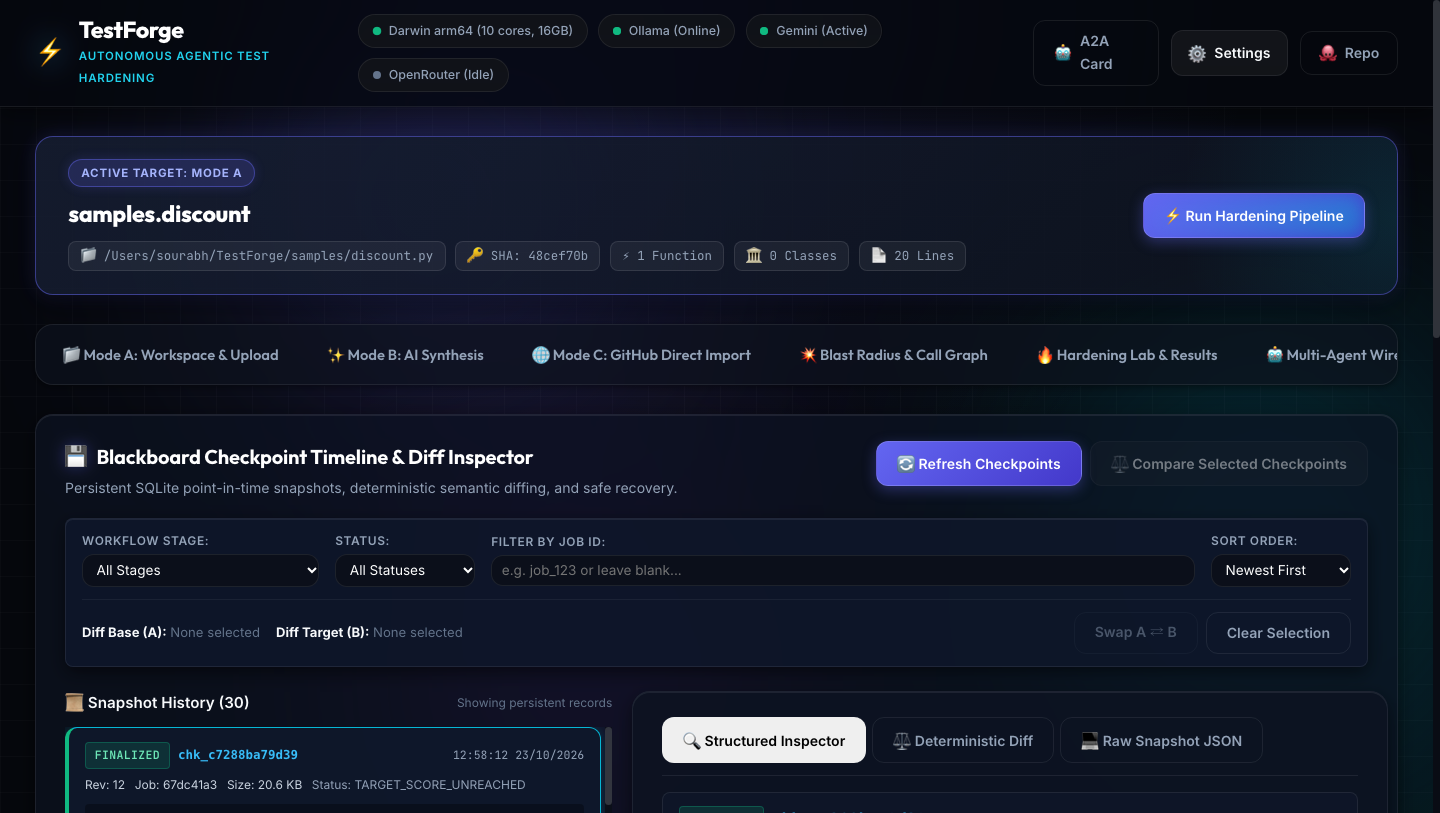 TestForge
AUTONOMOUS AGENTIC TEST
HARDENING
Darwin arm64 (10 cores, 16GB)
Ollama (Online)
Gemini (Active)
OpenRouter (Idle)
A2A
Card
Settings
Repo
ACTIVE TARGET: MODE A
samples.discount
/Users/sourabh/TestForge/samples/discount.py
SHA: 48cef70b
⚡ 1 Function
0 Classes
20 Lines
⚡ Run Hardening Pipeline
Mode A: Workspace & Upload
Mode B: AI Synthesis
Mode C: GitHub Direct Import
Blast Radius & Call Graph
Hardening Lab & Results
Multi-Agent Wire
Blackboard Checkpoint Timeline & Diff Inspector
Persistent SQLite point-in-time snapshots, deterministic semantic diffing, and safe recovery.
Refresh Checkpoints
Compare Selected Checkpoints
WORKFLOW STAGE:
All Stages
STATUS:
All Statuses
FILTER BY JOB ID:
e.g. job_123 or leave blank...
SORT ORDER:
Newest First
Diff Base (A): None selected
Diff Target (B): None selected
Swap A ⇄ B
Clear Selection
Snapshot History (30)
Showing persistent records
FINALIZED
chk_c7288ba79d39
12:58:12 23/10/2026
Rev: 12 Job: 67dc41a3 Size: 20.6 KB Status: TARGET_SCORE_UNREACHED
Structured Inspector
Deterministic Diff
Raw Snapshot JSON